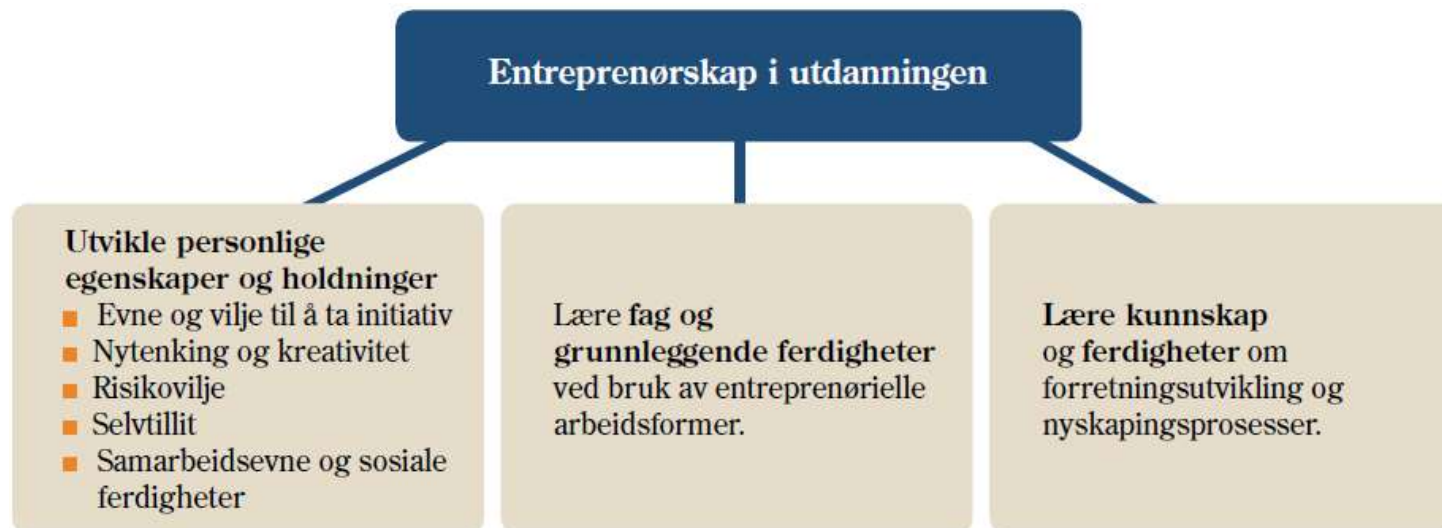 Entreprenørskap i utdanningen
Utvikle personlige
egenskaper og holdninger
Evne og vilje til å ta initiativ
Nytenking og kreativitet
Risikovilje
Selvtillit
Samarbeidsevne og sosiale
ferdigheter
Lære fag og
grunnleggende ferdigheter
ved bruk av entreprenørielle
arbeidsformer.
Lære kunnskap
og ferdigheter om
forretningsutvikling og
nyskapingsprosesser.